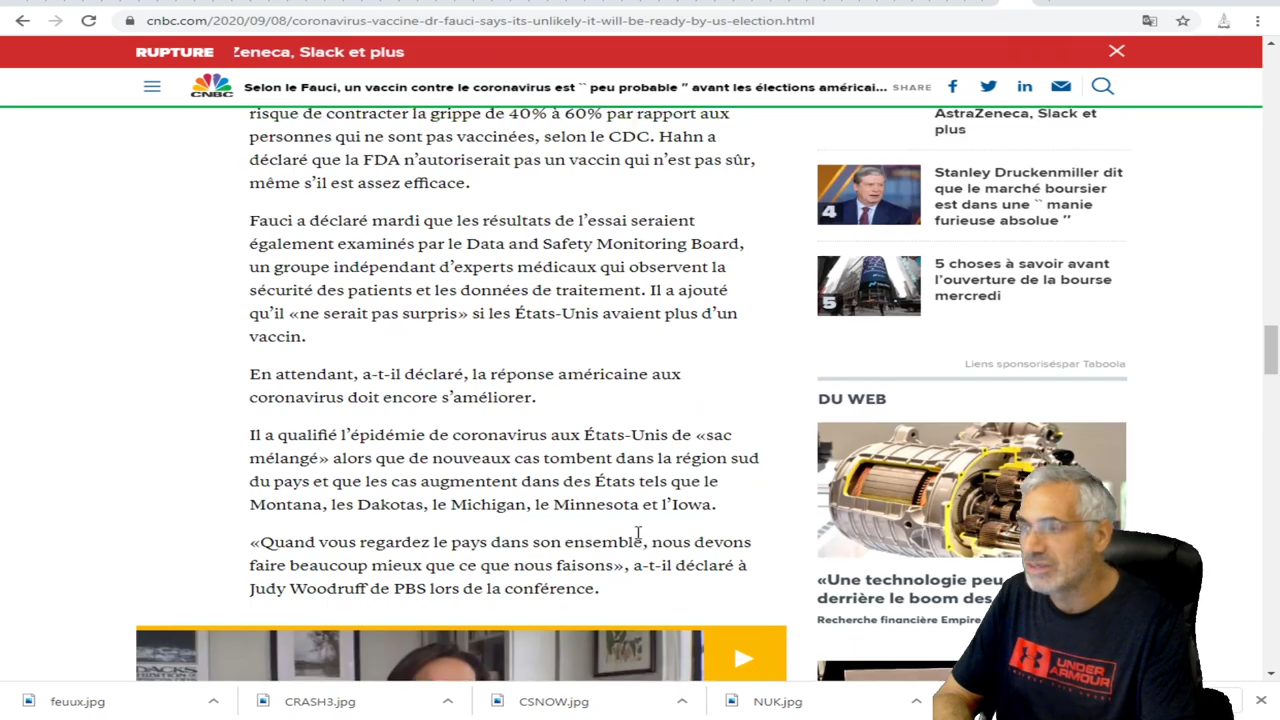 cnbc.com/2020/09/08/coronavirus-vaccine-dr-fauci-says-its-unlikely-it-will-be-ready-by-us-election.html
RUPTURE Zeneca, Slack et plus
CNBC
Selon le Fauci, un vaccin contre le coronavirus est `` peu probable '' avant les élections américai...
SHARE
risque de contracter la grippe de 40% à 60% par rapport aux
personnes qui ne sont pas vaccinées, selon le CDC. Hahn a
déclaré que la FDA n'autoriserait pas un vaccin qui n'est pas sûr,
même s'il est assez efficace.
Fauci a déclaré mardi que les résultats de l'essai seraient
également examinés par le Data and Safety Monitoring Board,
un groupe indépendant d'experts médicaux qui observent la
sécurité des patients et les données de traitement. Il a ajouté
qu'il «ne serait pas surpris» si les États-Unis avaient plus d'un
vaccin.
En attendant, a-t-il déclaré, la réponse américaine aux
coronavirus doit encore s'améliorer.
Il a qualifié l'épidémie de coronavirus aux États-Unis de «sac
mélangé» alors que de nouveaux cas tombent dans la région sud
du pays et que les cas augmentent dans des États tels que le
Montana, les Dakotas, le Michigan, le Minnesota et l'Iowa.
«Quand vous regardez le pays dans son ensemble, nous devons
faire beaucoup mieux que ce que nous faisons», a-t-il déclaré à
Judy Woodruff de PBS lors de la conférence.
AstraZeneca, Slack et
plus
4
Stanley Druckenmiller dit
que le marché boursier
est dans une `` manie
furieuse absolue ''
5
5 choses à savoir avant
l'ouverture de la bourse
mercredi
Liens sponsoriséspar Taboola
DU WEB
«Une technologie peu
derrière le boom des
Recherche financière Empire
UNDER
ARMOUR
feuux.jpg
CRASH3.jpg
CSNOW.jpg
NUK.jpg